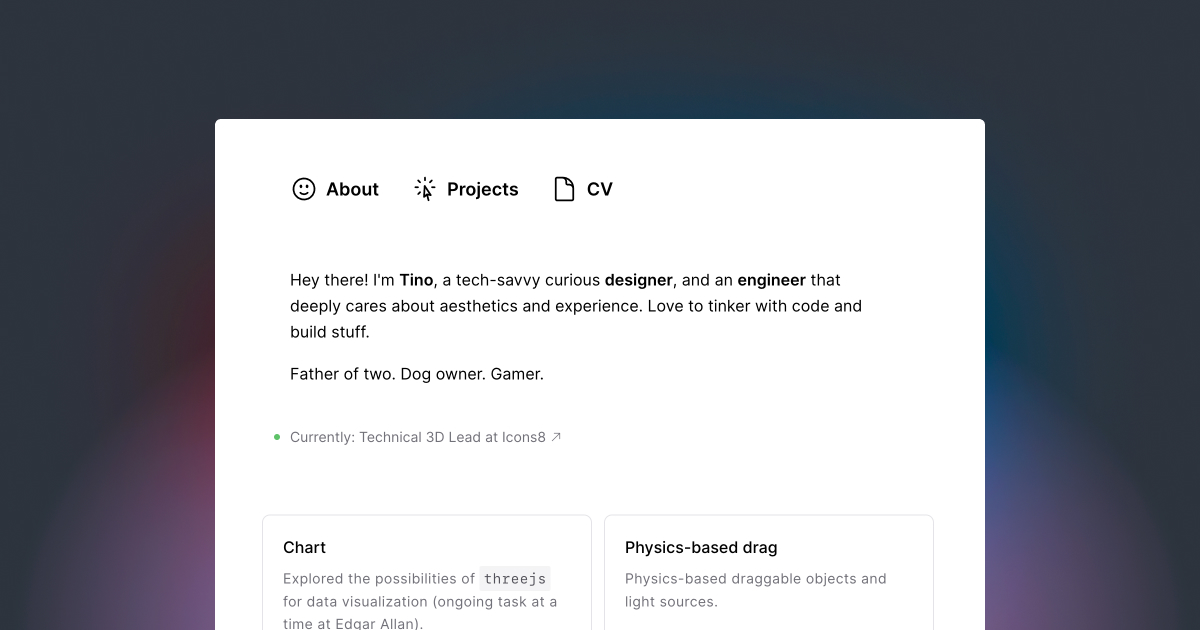 About Projects CV
Hey there! I'm Tino, a tech-savvy curious designer, and an engineer that
deeply cares about aesthetics and experience. Love to tinker with code and
build stuff.
Father of two. Dog owner. Gamer.
Currently: Technical 3D Lead at Icons8 ↗
Chart
Explored the possibilities of threejs
for data visualization (ongoing task at a
time at Edgar Allan).
Physics-based drag
Physics-based draggable objects and
light sources.